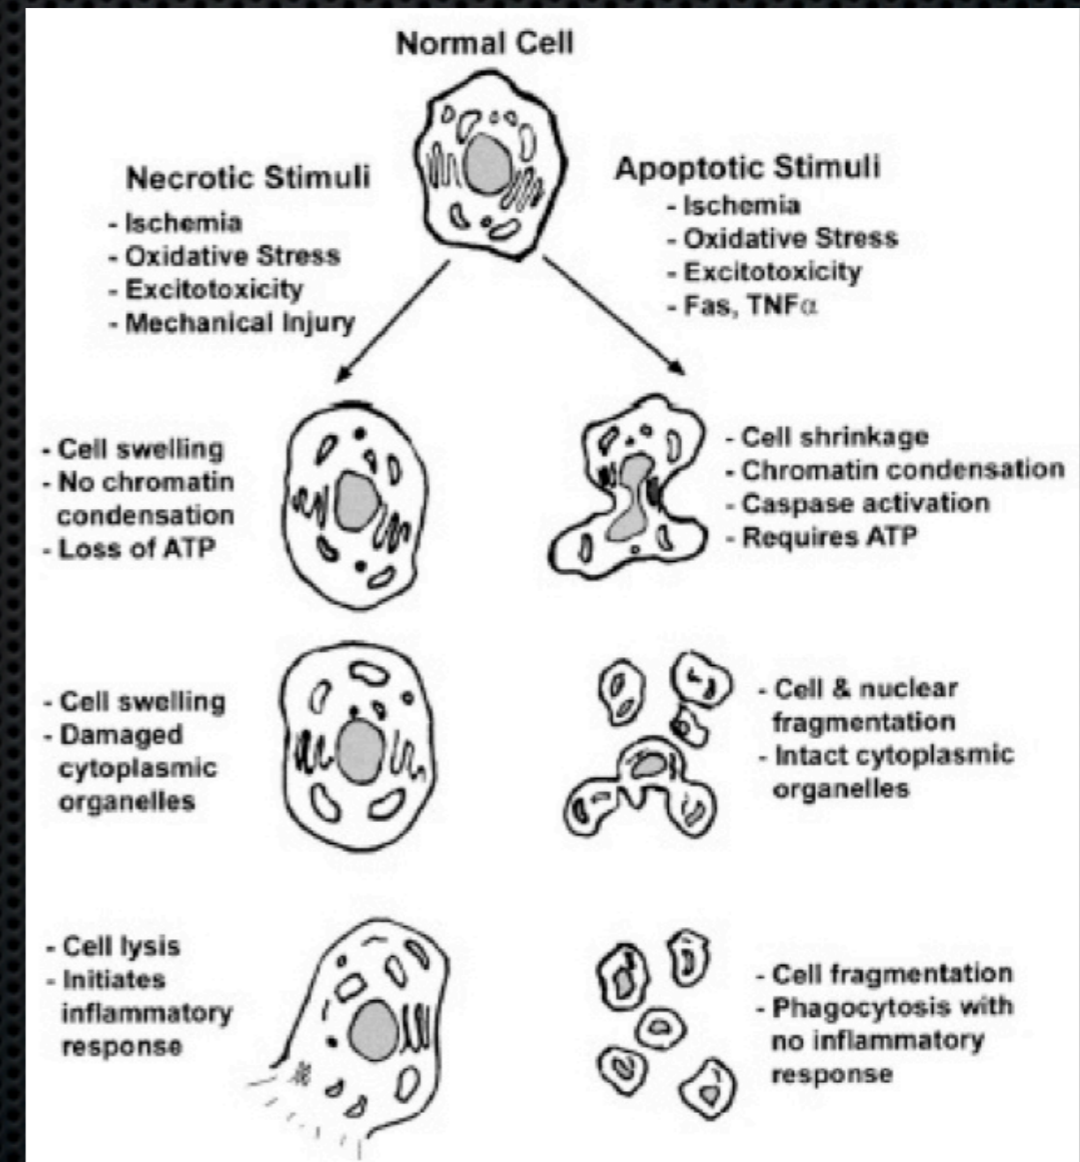 Normal Cell
Necrotic Stimuli
- Ischemia
- Oxidative Stress
- Excitotoxicity
- Mechanical Injury
Apoptotic Stimuli
- Ischemia
- Oxidative Stress
- Excitotoxicity
- Fas, TNFα
- Cell swelling
- No chromatin
condensation
- Loss of ATP
- Cell shrinkage
- Chromatin condensation
- Caspase activation
- Requires ATP
- Cell swelling
- Damaged
cytoplasmic
organelles
- Cell & nuclear
fragmentation
- Intact cytoplasmic
organelles
- Cell lysis
- Initiates
inflammatory
response
- Cell fragmentation
- Phagocytosis with
no inflammatory
response